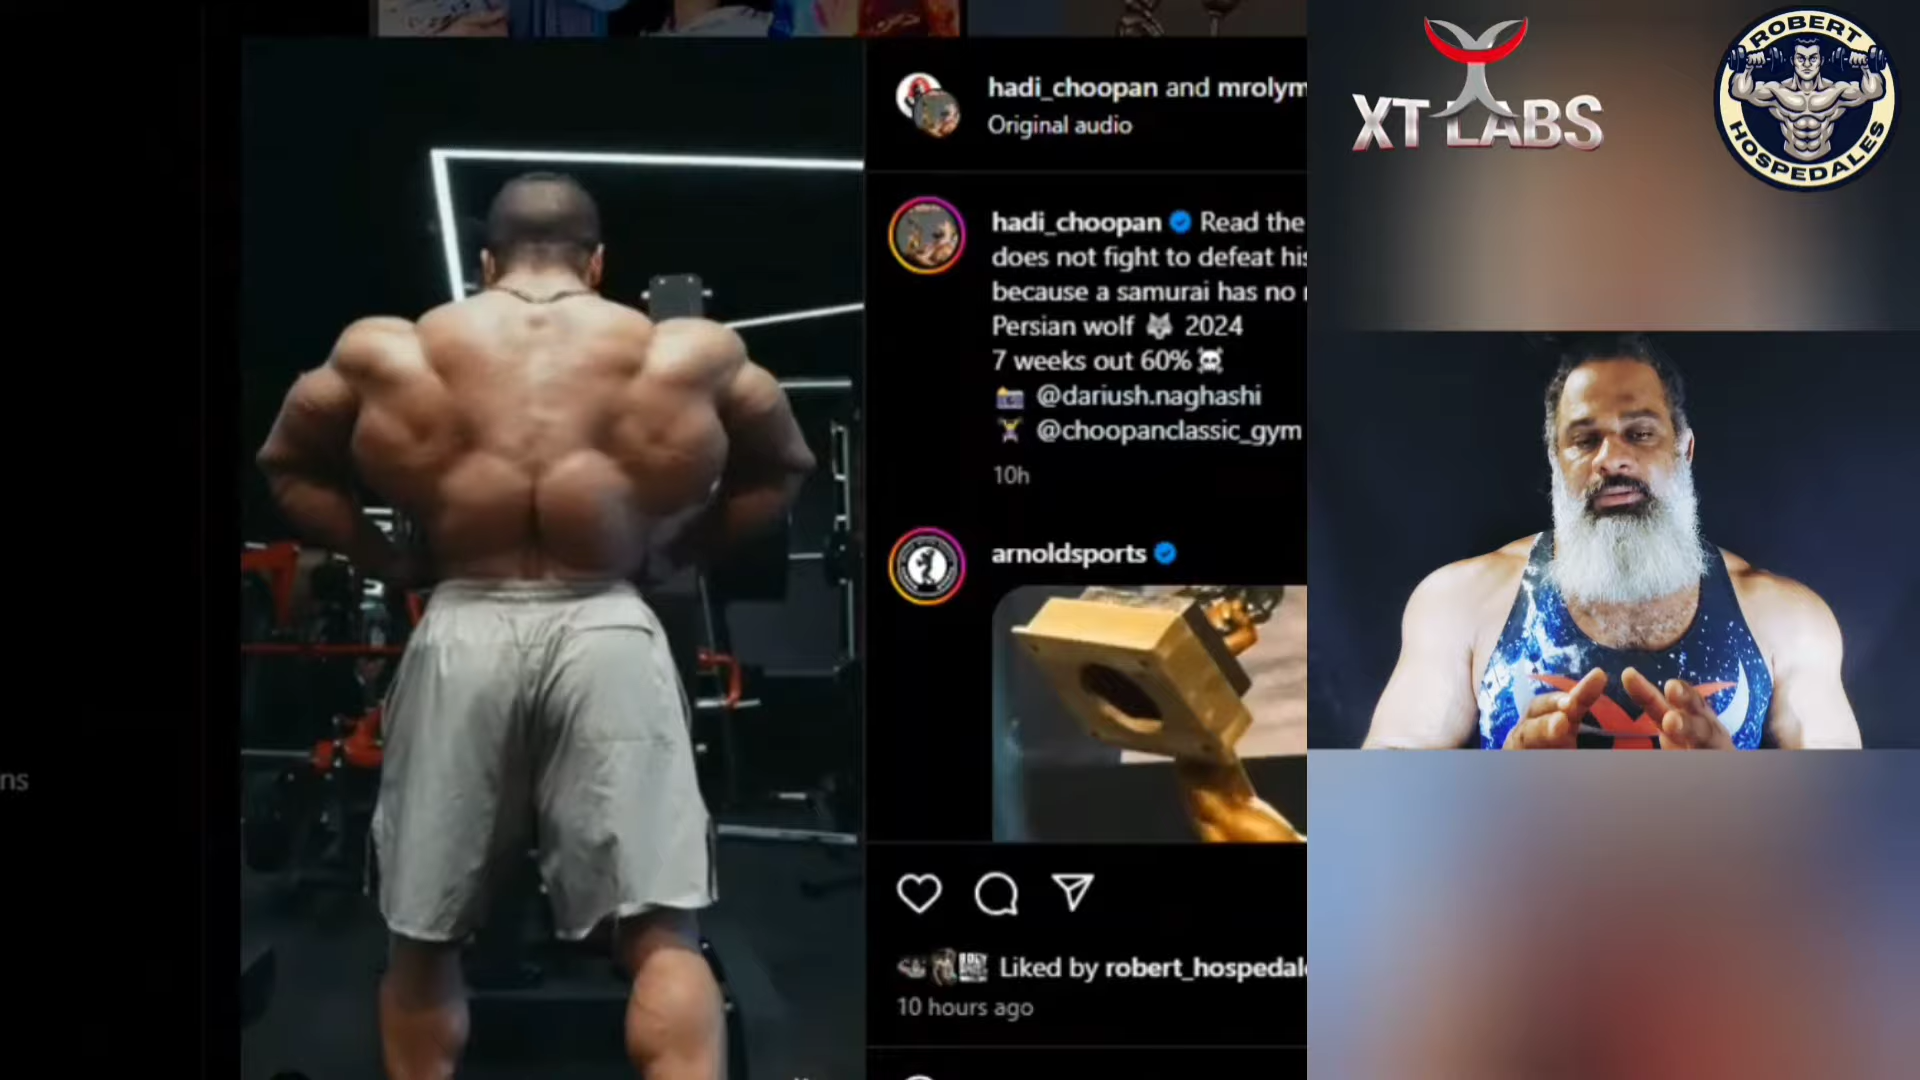 hadi_choopan and mrolym
Original audio
hadi_choopan Read the
does not fight to defeat his
because a samurai has no
Persian wolf 🐺 2024
7 weeks out 60%☠️
📷 @dariush.naghashi
🏋️ @choopanclassic_gym
10h
arnoldsports
Liked by robert_hospedale
10 hours ago
ns
XT LABS
ROBERT
HOSPEDALES